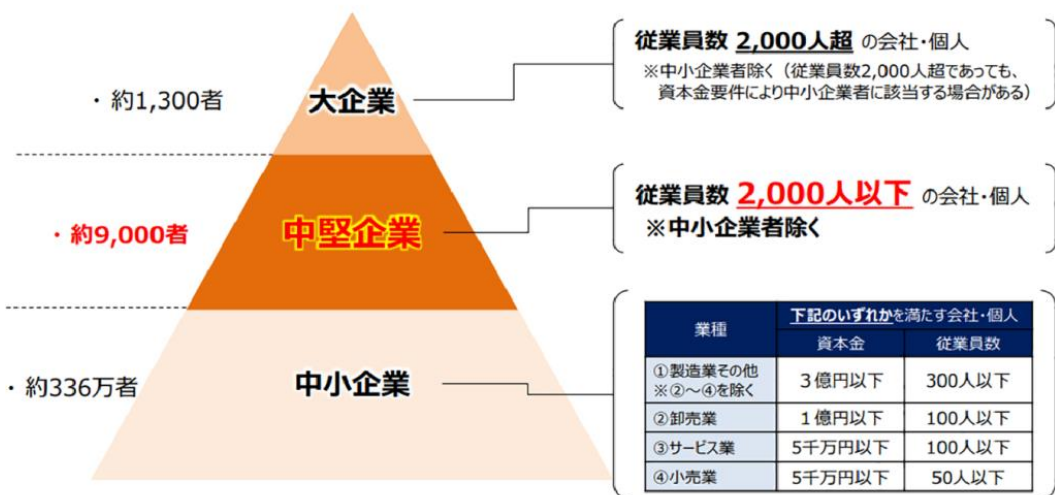 従業員数 2,000人超 の会社・個人
※中小企業者除く（従業員数2,000人超であっても、
資本金要件により中小企業者に該当する場合がある）
・約1,300者
大企業
・約9,000者
中堅企業
従業員数 2,000人以下 の会社・個人
※中小企業者除く
・約336万者
中小企業
業種 下記のいずれかを満たす会社・個人
資本金 従業員数
①製造業その他
※②～④を除く
３億円以下 300人以下
②卸売業 １億円以下 100人以下
③サービス業 5千万円以下 100人以下
④小売業 5千万円以下 50人以下